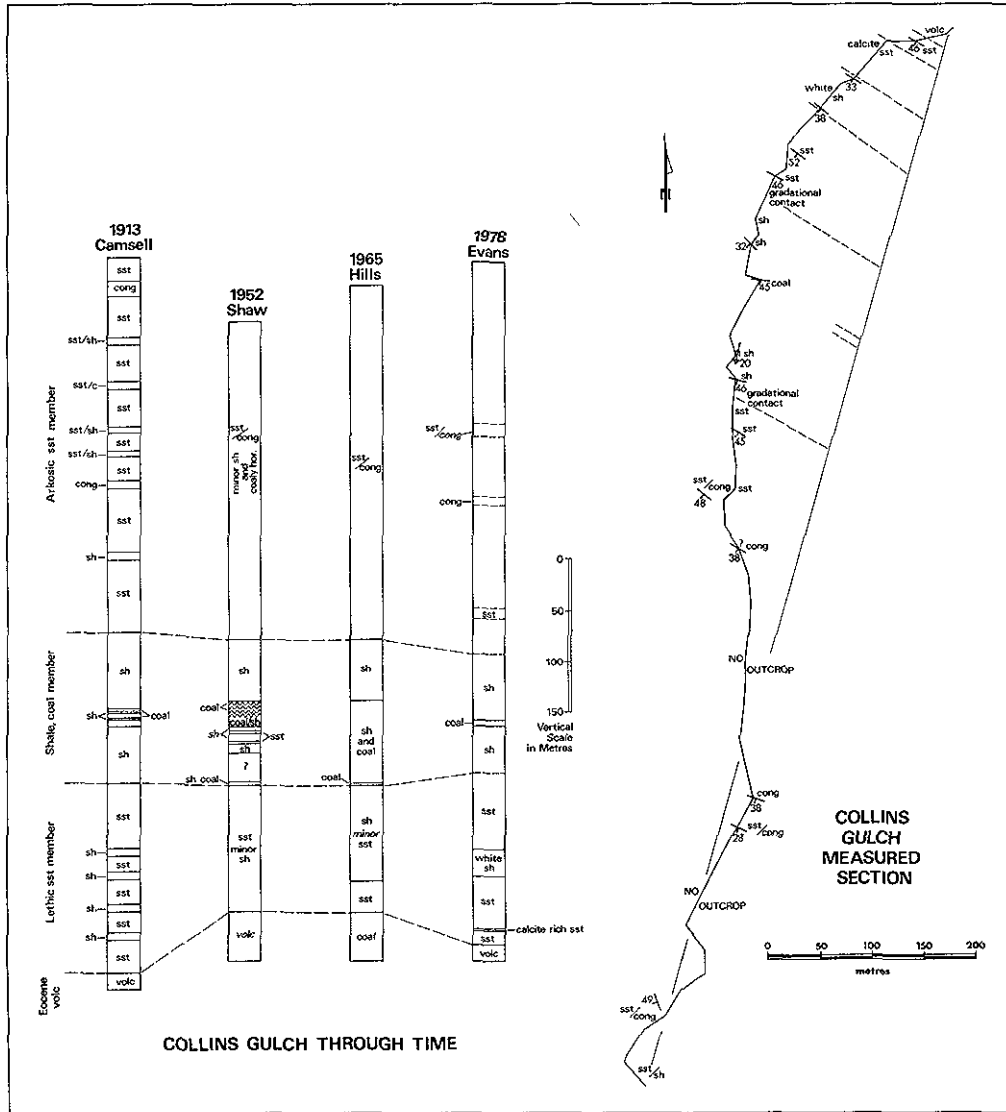 1913
Camsell
sst
cong
sst
sst/sh
sst
sst/c
sst
sst/sh
sst
sst/sh
sst
cong
sst
sh
sst
Arkosic sst member
sh
sh
coal
sh
Shale, coal member
sst
sh
sst
sh
sst
sh
sst
sh
sst
Lethic sst member
volc
Eocene
volc
1952
Shaw
sst
cong
minor sh
and
coaly hor.
sh
coal
coal/sh
sh
sst
sh
?
sh coal
sst
minor
sh
volc
1965
Hills
sst
cong
sh
sh
and
coal
coal
sh
minor
sst
sst
coal
1978
Evans
sst/cong
cong
sst
sh
coal
sh
sst
white
sh
sst
calcite rich sst
sst
volc
0
50
100
150
Vertical
Scale
in Metres
COLLINS GULCH THROUGH TIME
volc
calcite
sst
46
sst
33
white
sh
38
sst
52
sst
46
gradational
contact
sh
32
sh
coal
45
sh
20
sh
46
gradational
contact
sst
sst
45
sst/cong
48
sst
?
cong
38
NO
OUTCROP
cong
38
sst/cong
28
NO
OUTCROP
49
sst/cong
sst/sh
COLLINS
GULCH
MEASURED
SECTION
0 50 100 150 200
metres